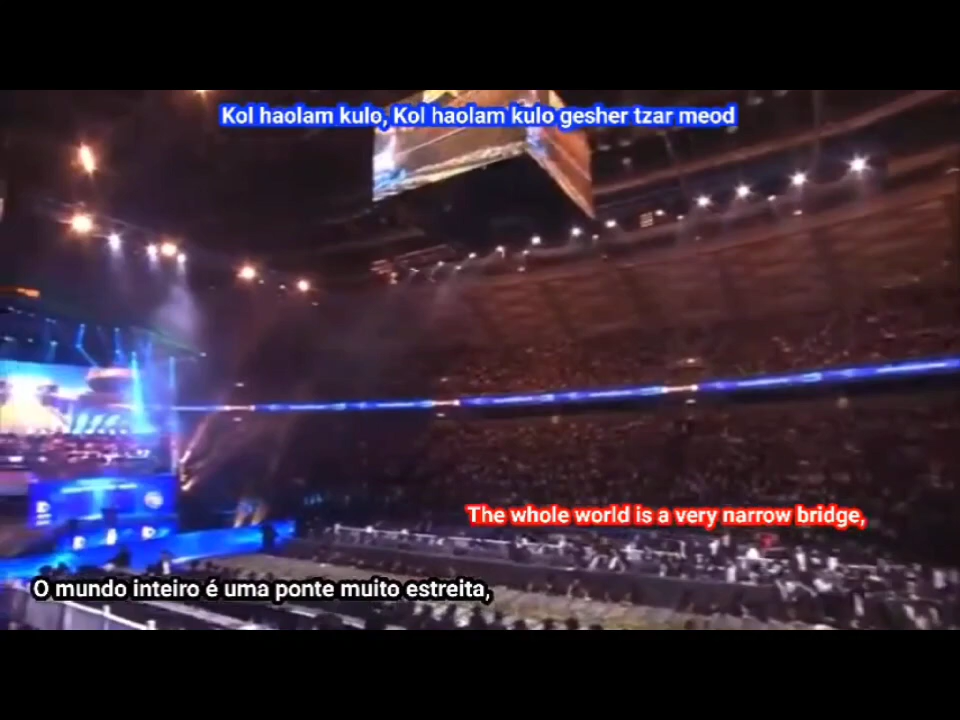 Kol haolam kulo, Kol haolam kulo gesher tzar meod
The whole world is a very narrow bridge,
O mundo inteiro é uma ponte muito estreita,